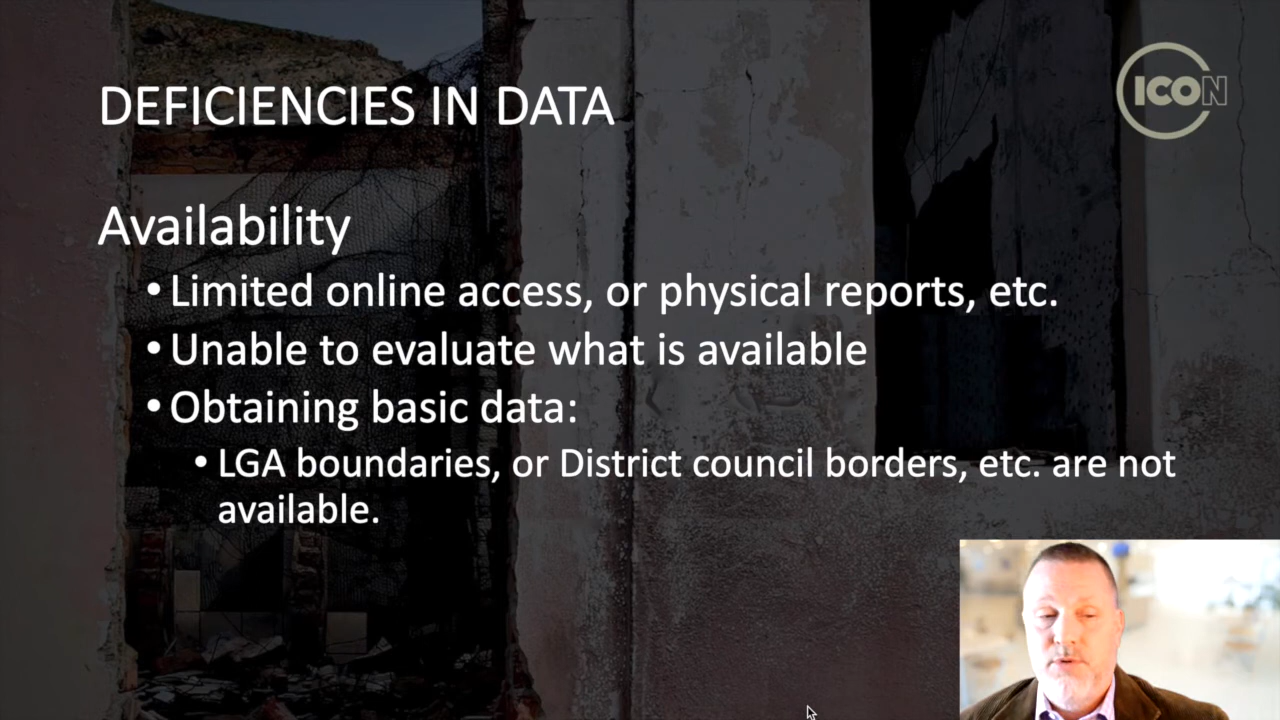 DEFICIENCIES IN DATA
ICON
Availability
• Limited online access, or physical reports, etc.
• Unable to evaluate what is available
• Obtaining basic data:
• LGA boundaries, or District council borders, etc. are not
available.